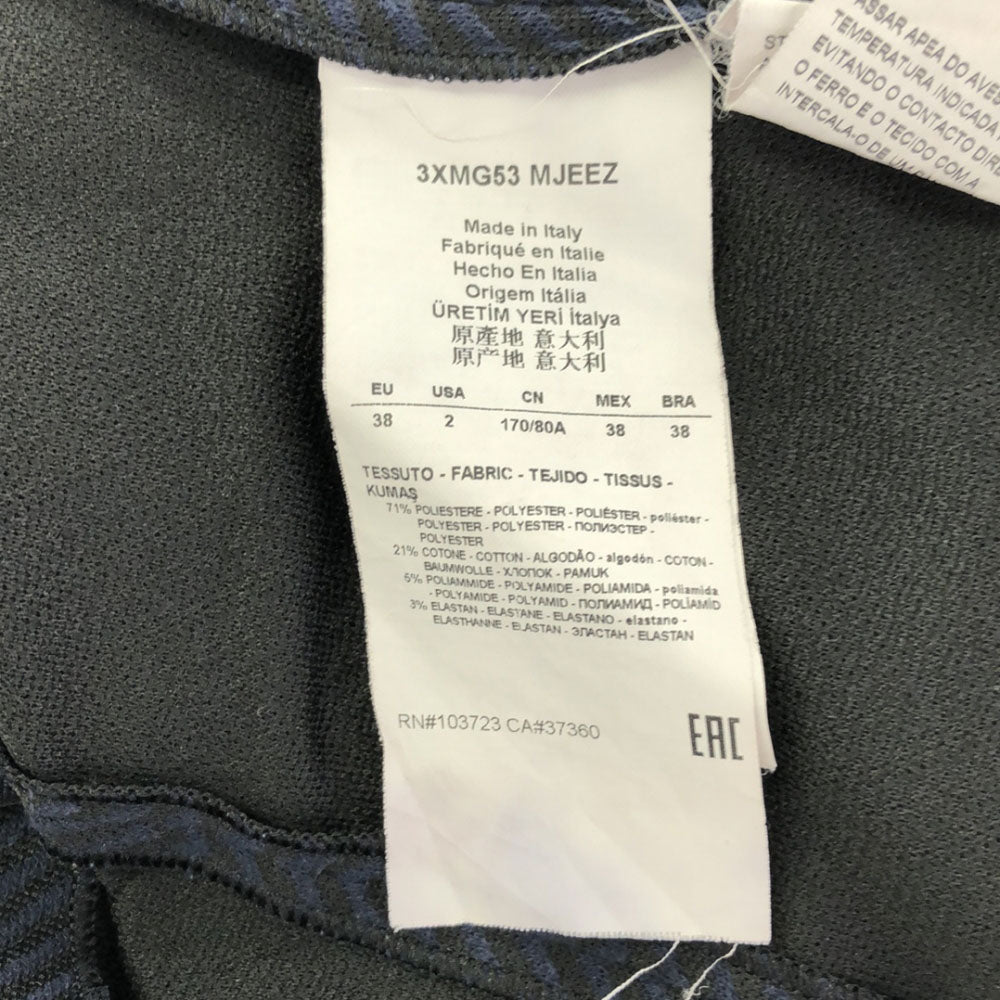 3XMG53 MJEEZ
Made in Italy
Fabriqué en Italie
Hecho En Italia
Origem Itália
ÜRETİM YERİ İtalya
原產地 意大利
原产地 意大利
EU USA CN MEX BRA
38 2 170/80A 38 38
TESSUTO - FABRIC - TEJIDO - TISSUS -
KUMAŞ
71% POLIESTERE - POLYESTER - POLIÉSTER - poliéster -
POLYESTER - POLYESTER - ПОЛИЭСТЕР -
POLYESTER
21% COTONE - COTTON - ALGODÃO - algodón - COTON -
BAUMWOLLE - ХЛОПОК - PAMUK
5% POLIAMMIDE - POLYAMIDE - POLIAMIDA - poliamida
- POLYAMIDE - POLYAMID - ПОЛИАМИД - POLİAMİD
3% ELASTAN - ELASTANE - ELASTANO - elastano -
ELASTHANNE - ELASTAN - ЭЛАСТАН - ELASTAN
RN#103723 CA#37360
EAC
ST
ASSAR APEA DO AVES
TEMPERATURA INDICADA
EVITANDO O CONTACTO DIRE
O FERRO E O TECIDO COM A
INTERCALA-O DE